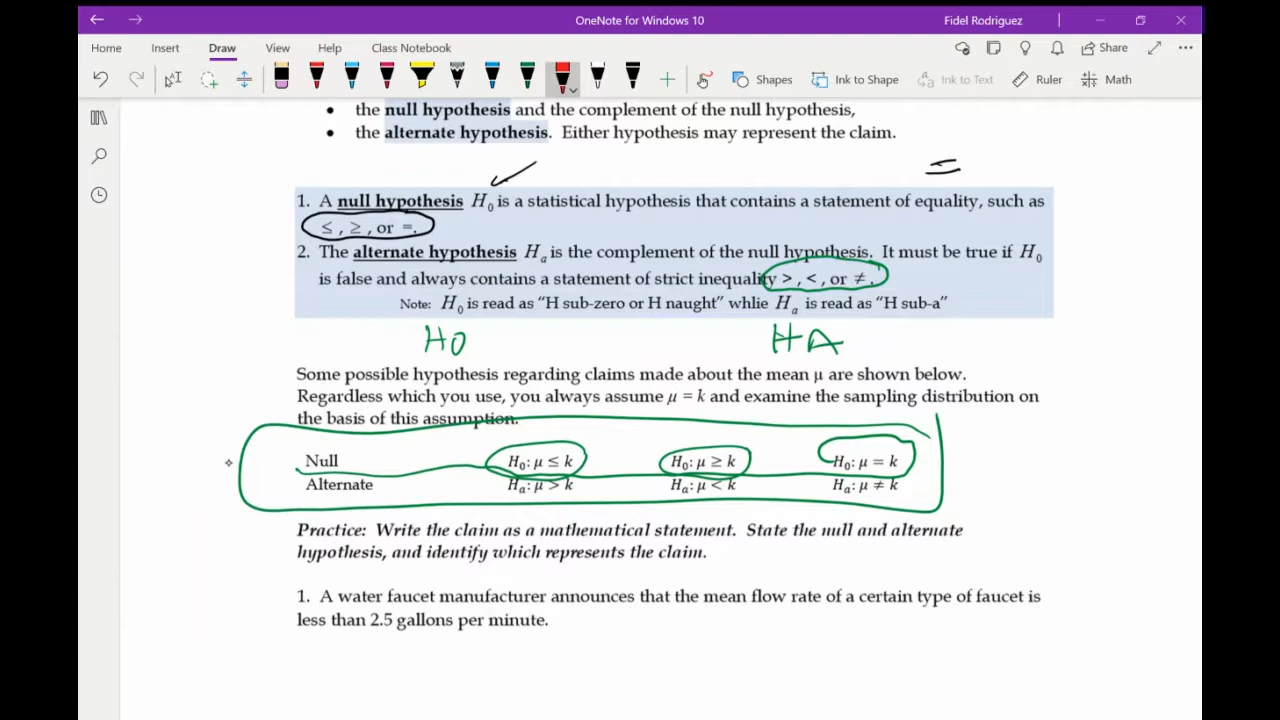 OneNote for Windows 10
Fidel Rodriguez
Home Insert Draw View Help Class Notebook
Share
Shapes Ink to Shape Ink to Text Ruler Math
• the null hypothesis and the complement of the null hypothesis,
• the alternate hypothesis. Either hypothesis may represent the claim.
=
1. A null hypothesis H₀ is a statistical hypothesis that contains a statement of equality, such as
≤ , ≥ , or =.
2. The alternate hypothesis Hₐ is the complement of the null hypothesis. It must be true if H₀
is false and always contains a statement of strict inequality > , < , or ≠ .
Note: H₀ is read as “H sub-zero or H naught” whlie Hₐ is read as “H sub-a”
H0 HA
Some possible hypothesis regarding claims made about the mean μ are shown below.
Regardless which you use, you always assume μ = k and examine the sampling distribution on
the basis of this assumption.
Null H₀: μ ≤ k H₀: μ ≥ k H₀: μ = k
Alternate Hₐ: μ > k Hₐ: μ < k Hₐ: μ ≠ k
Practice: Write the claim as a mathematical statement. State the null and alternate
hypothesis, and identify which represents the claim.
1. A water faucet manufacturer announces that the mean flow rate of a certain type of faucet is
less than 2.5 gallons per minute.